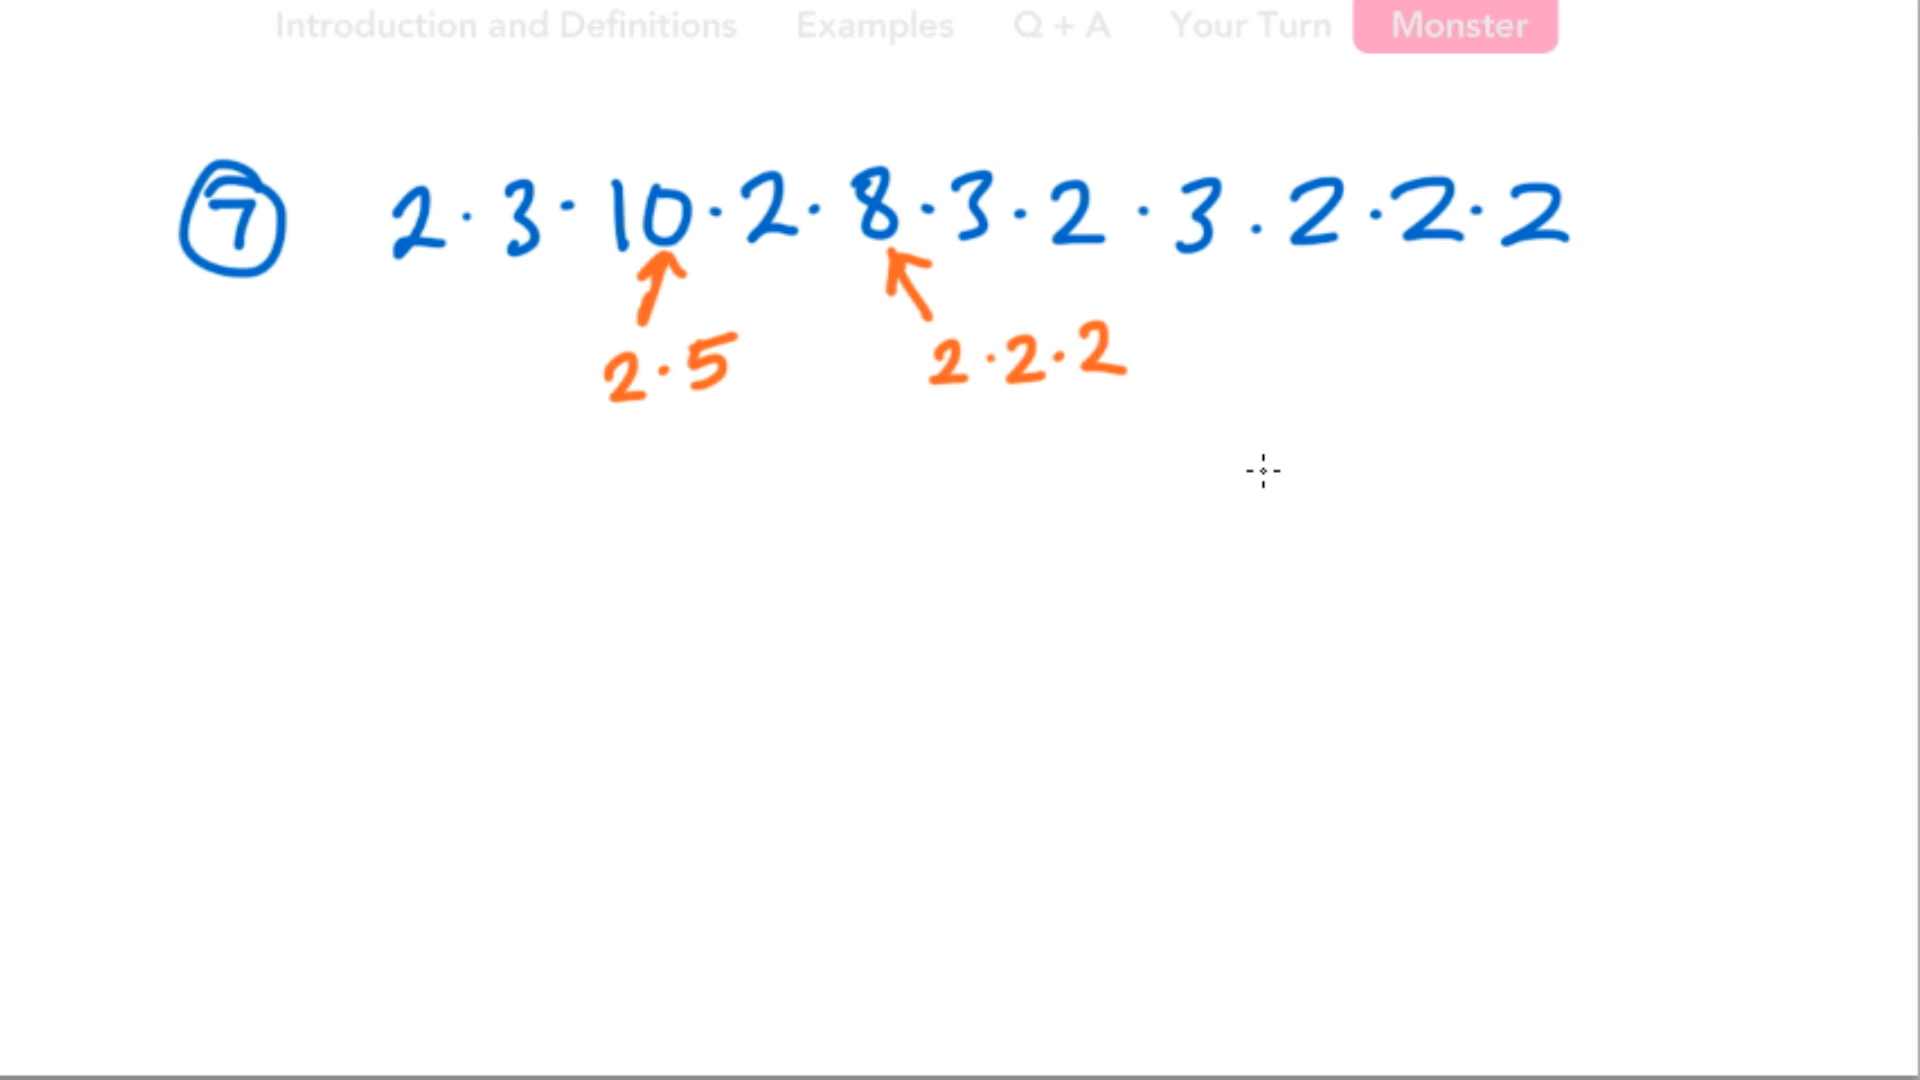 Introduction and Definitions Examples Q + A Your Turn Monster
7 2 · 3 · 10 · 2 · 8 · 3 · 2 · 3 · 2 · 2 · 2
2 · 5 2 · 2 · 2